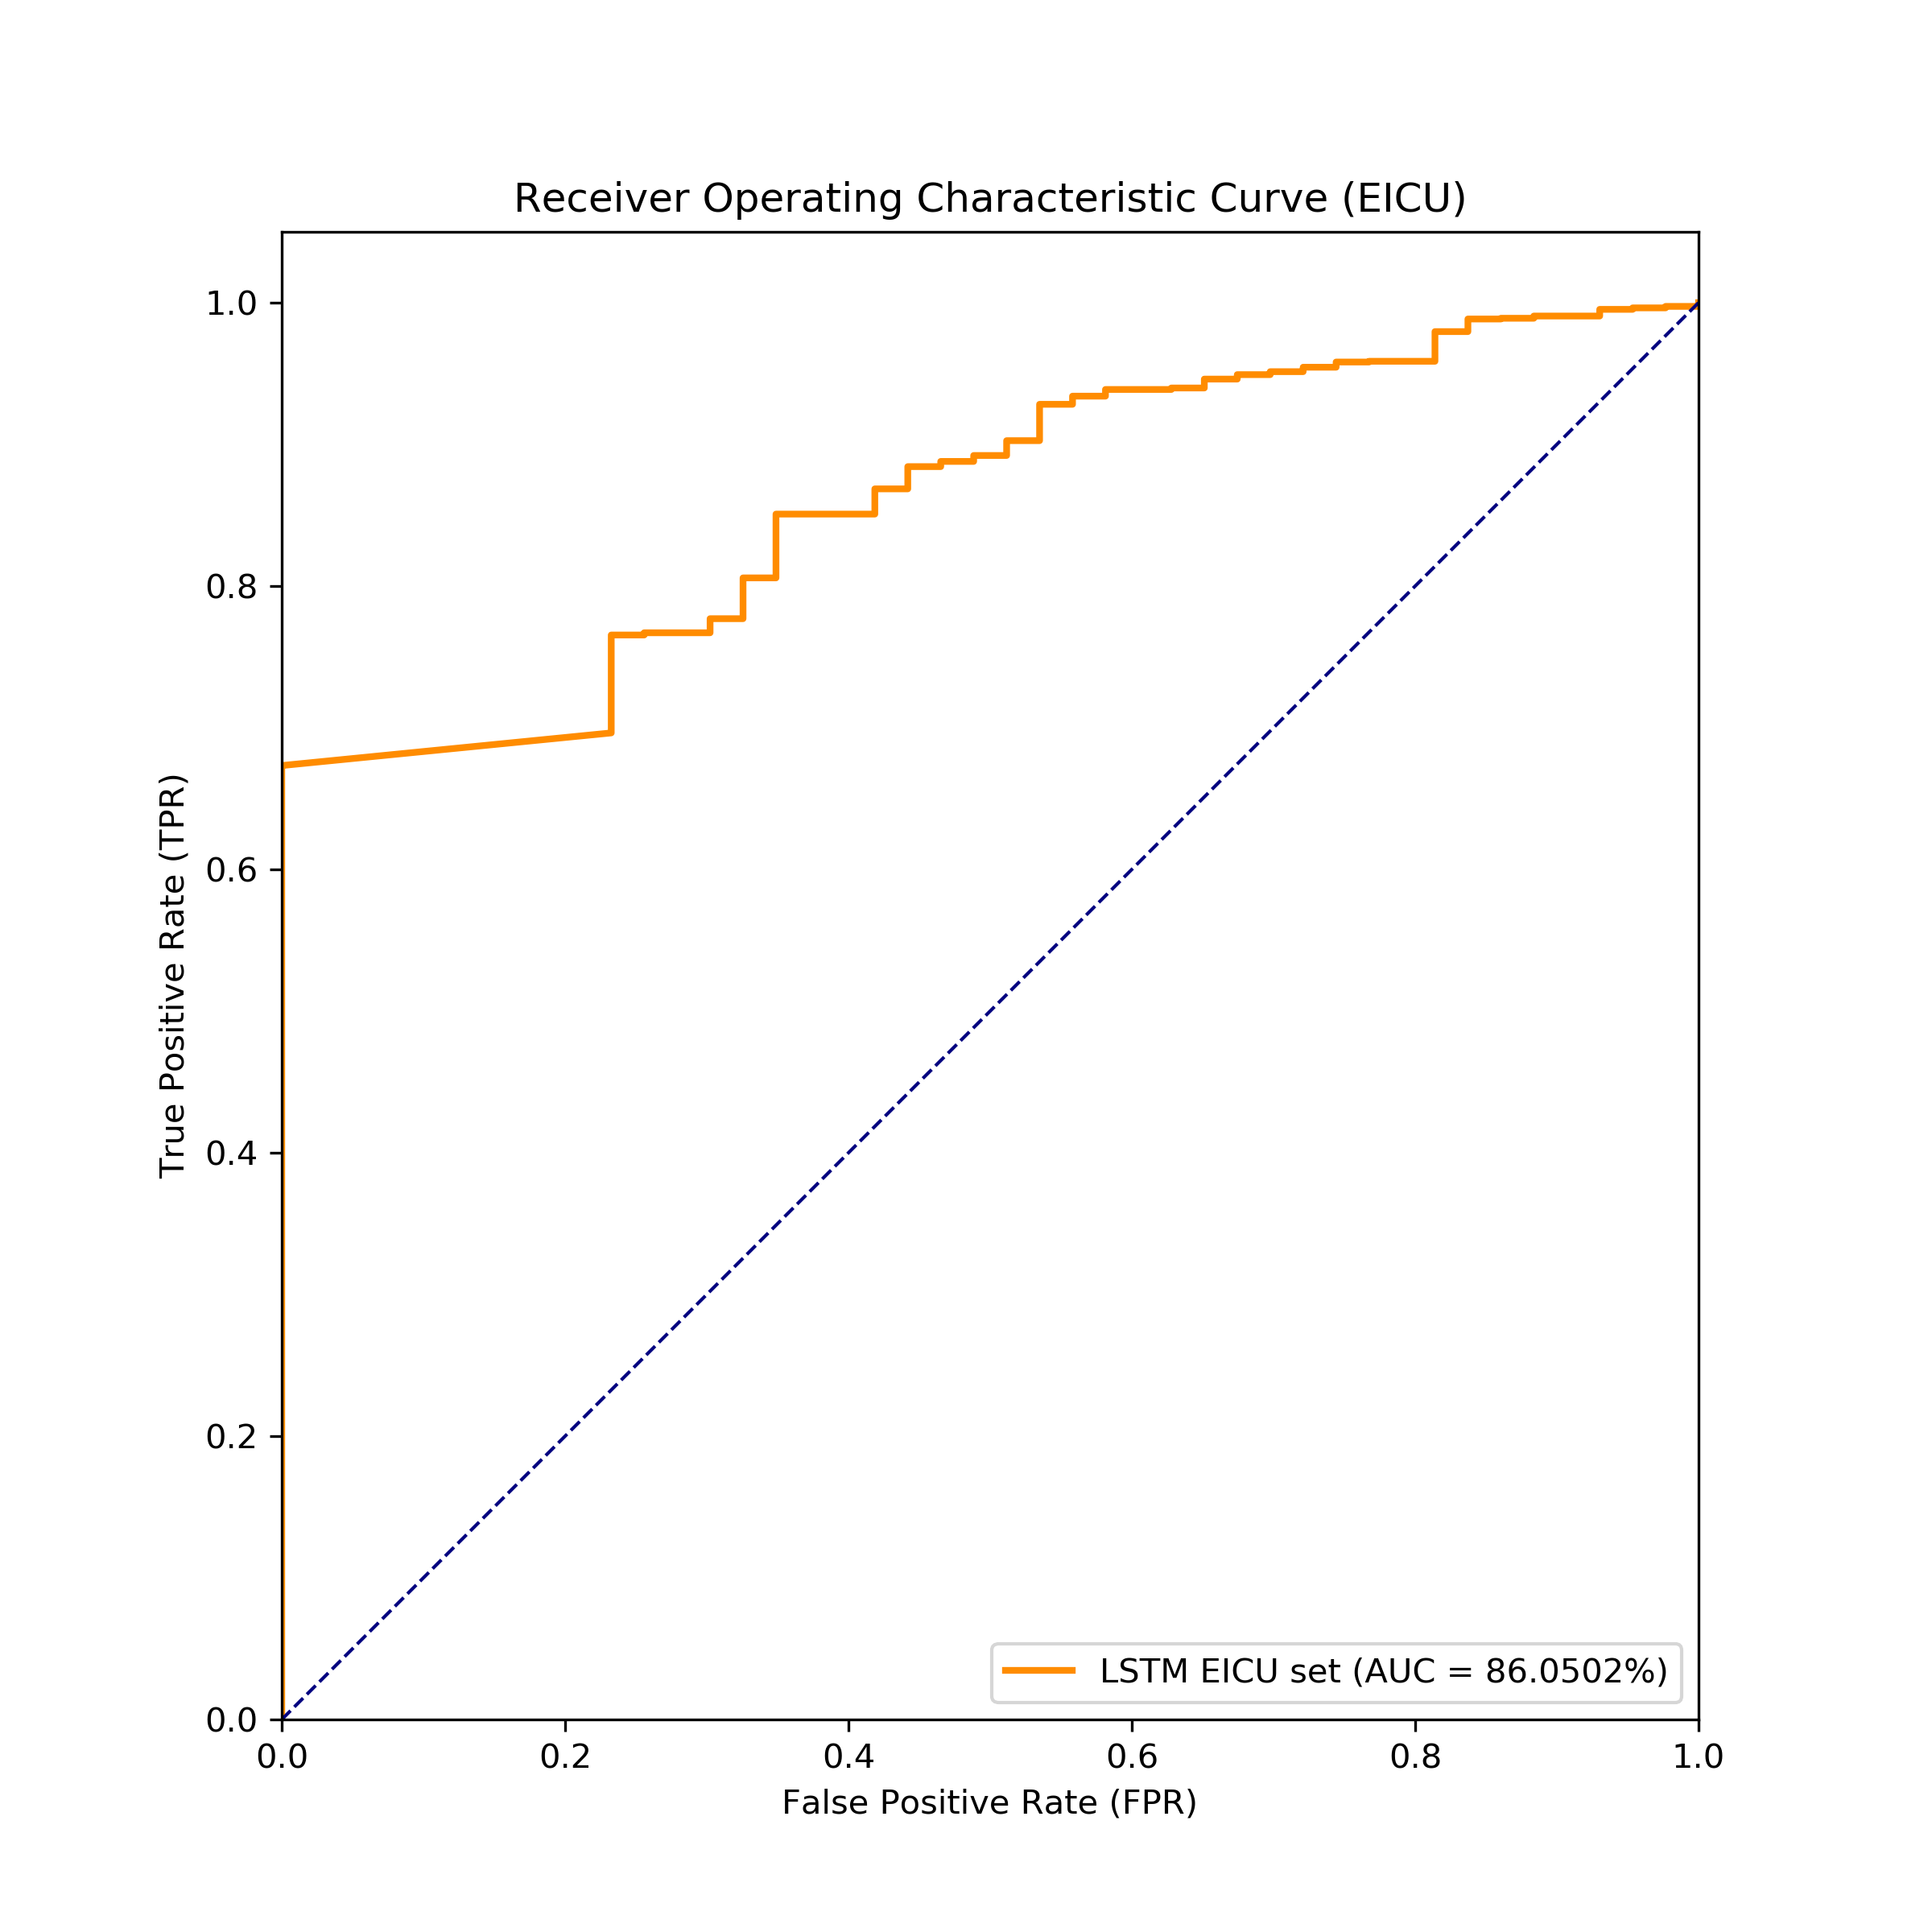 Receiver Operating Characteristic Curve (EICU)
1.0
0.8
0.6
0.4
0.2
0.0
True Positive Rate (TPR)
LSTM EICU set (AUC = 86.0502%)
0.0 0.2 0.4 0.6 0.8 1.0
False Positive Rate (FPR)